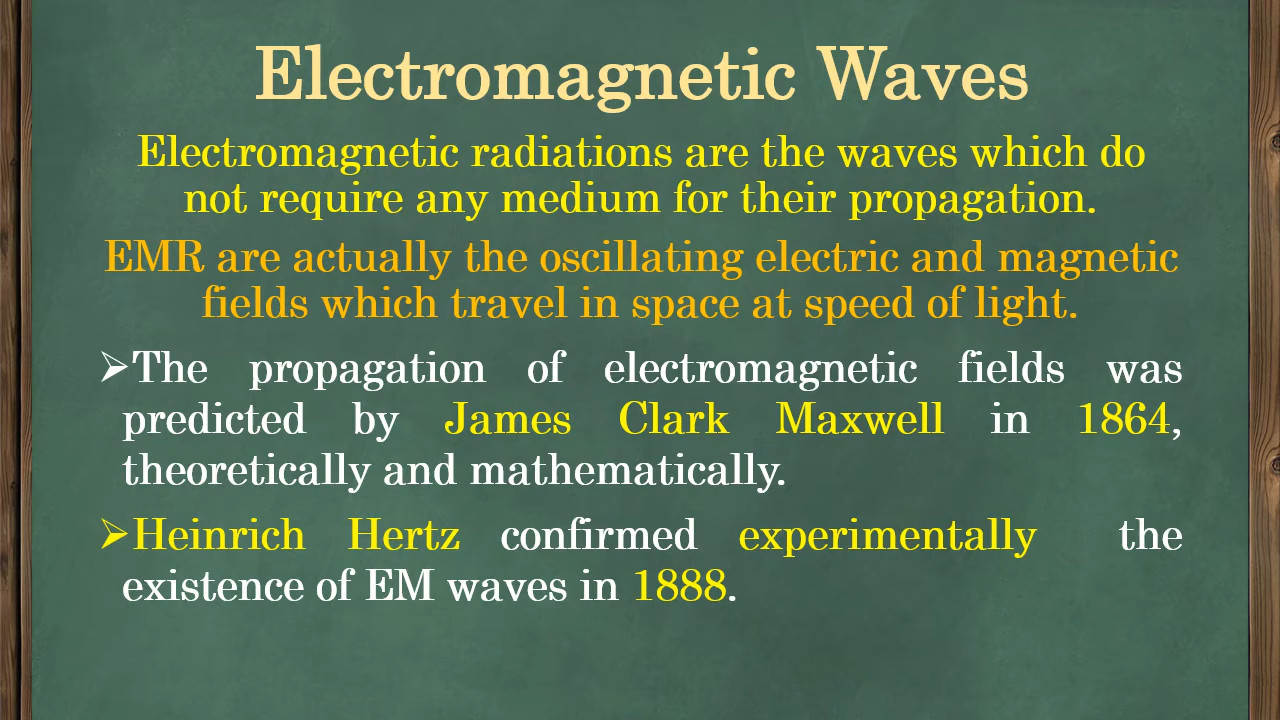 Electromagnetic Waves
Electromagnetic radiations are the waves which do
not require any medium for their propagation.
EMR are actually the oscillating electric and magnetic
fields which travel in space at speed of light.
➢The propagation of electromagnetic fields was
predicted by James Clark Maxwell in 1864,
theoretically and mathematically.
➢Heinrich Hertz confirmed experimentally the
existence of EM waves in 1888.